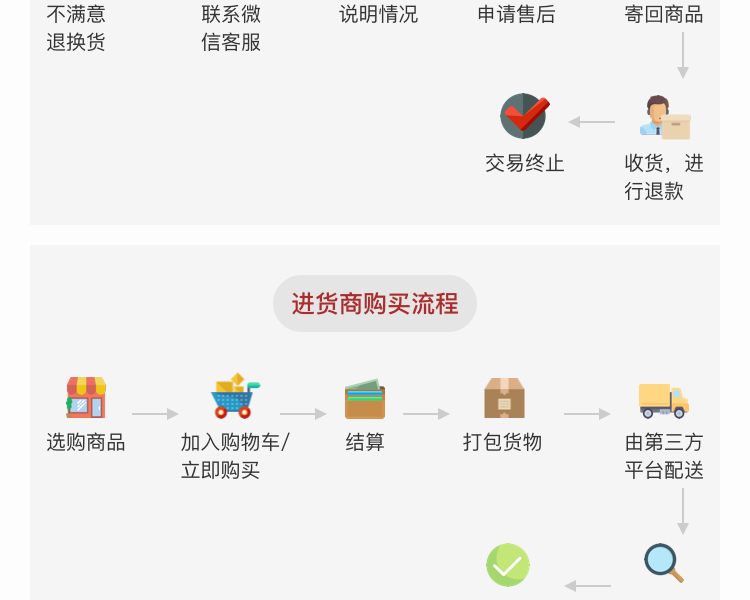 不满意
退换货
联系微
信客服
说明情况
申请售后
寄回商品
交易终止
收货，进
行退款
进货商购买流程
选购商品
加入购物车/
立即购买
结算
打包货物
由第三方
平台配送